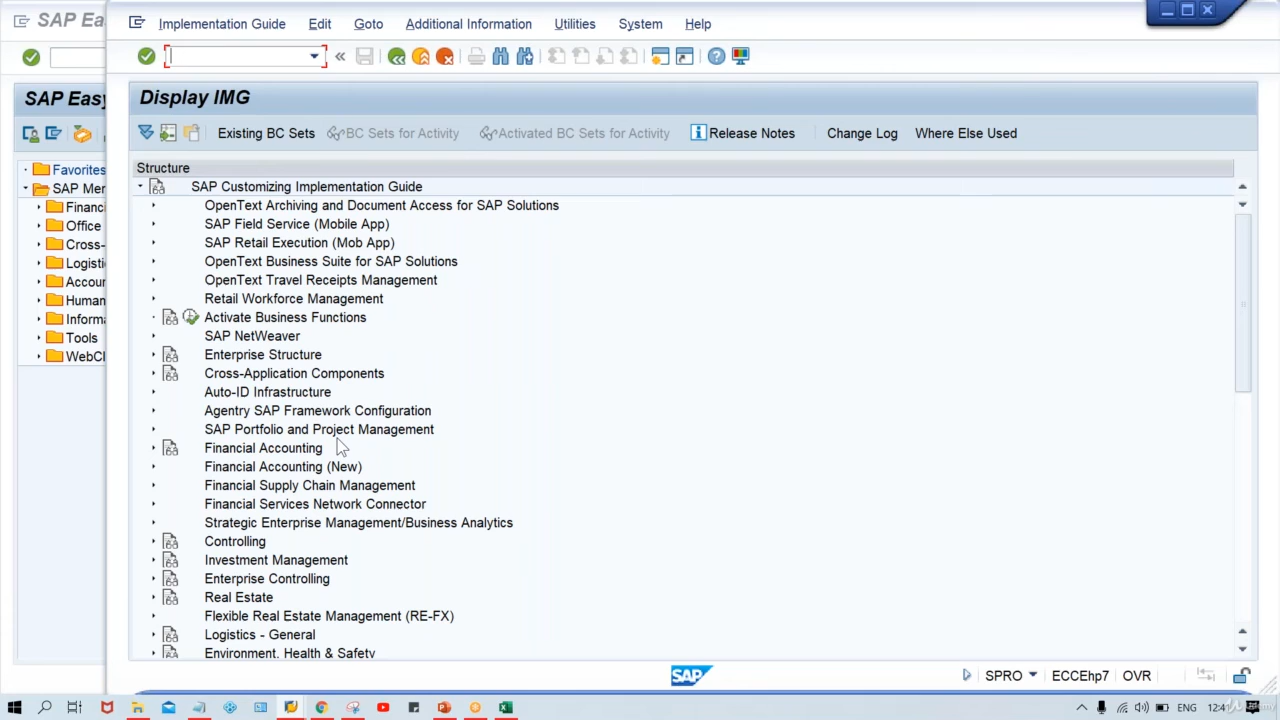 SAP Ea
Implementation Guide Edit Goto Additional Information Utilities System Help
SAP Easy
Display IMG
Existing BC Sets BC Sets for Activity Activated BC Sets for Activity Release Notes Change Log Where Else Used
Structure
Favorites
SAP Men
Financi
Office
Cross-
Logisti
Accou
Human
Inform
Tools
WebCl
SAP Customizing Implementation Guide
OpenText Archiving and Document Access for SAP Solutions
SAP Field Service (Mobile App)
SAP Retail Execution (Mob App)
OpenText Business Suite for SAP Solutions
OpenText Travel Receipts Management
Retail Workforce Management
Activate Business Functions
SAP NetWeaver
Enterprise Structure
Cross-Application Components
Auto-ID Infrastructure
Agentry SAP Framework Configuration
SAP Portfolio and Project Management
Financial Accounting
Financial Accounting (New)
Financial Supply Chain Management
Financial Services Network Connector
Strategic Enterprise Management/Business Analytics
Controlling
Investment Management
Enterprise Controlling
Real Estate
Flexible Real Estate Management (RE-FX)
Logistics - General
Environment, Health & Safety
SAP SPRO ECCEhp7 OVR
ENG 12:41
Udemy